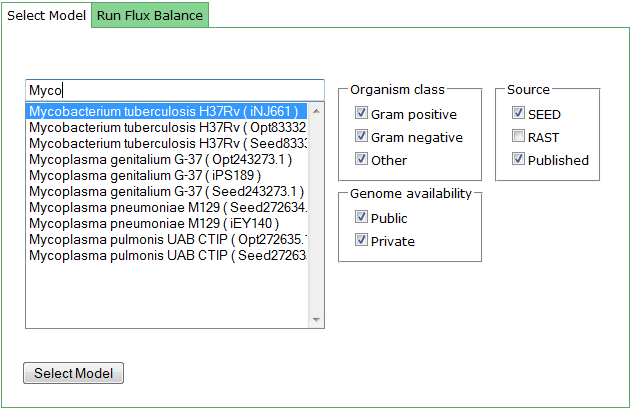 Select Model Run Flux Balance
Myco
Mycobacterium tuberculosis H37Rv ( iNJ661 )
Mycobacterium tuberculosis H37Rv ( Opt83332
Mycobacterium tuberculosis H37Rv ( Seed8333
Mycoplasma genitalium G-37 ( Opt243273.1 )
Mycoplasma genitalium G-37 ( iPS189 )
Mycoplasma genitalium G-37 ( Seed243273.1 )
Mycoplasma pneumoniae M129 ( Seed272634.
Mycoplasma pneumoniae M129 ( iEY140 )
Mycoplasma pulmonis UAB CTIP ( Opt272635.1
Mycoplasma pulmonis UAB CTIP ( Seed27263
Organism class
Gram positive
Gram negative
Other
Source
SEED
RAST
Published
Genome availability
Public
Private
Select Model